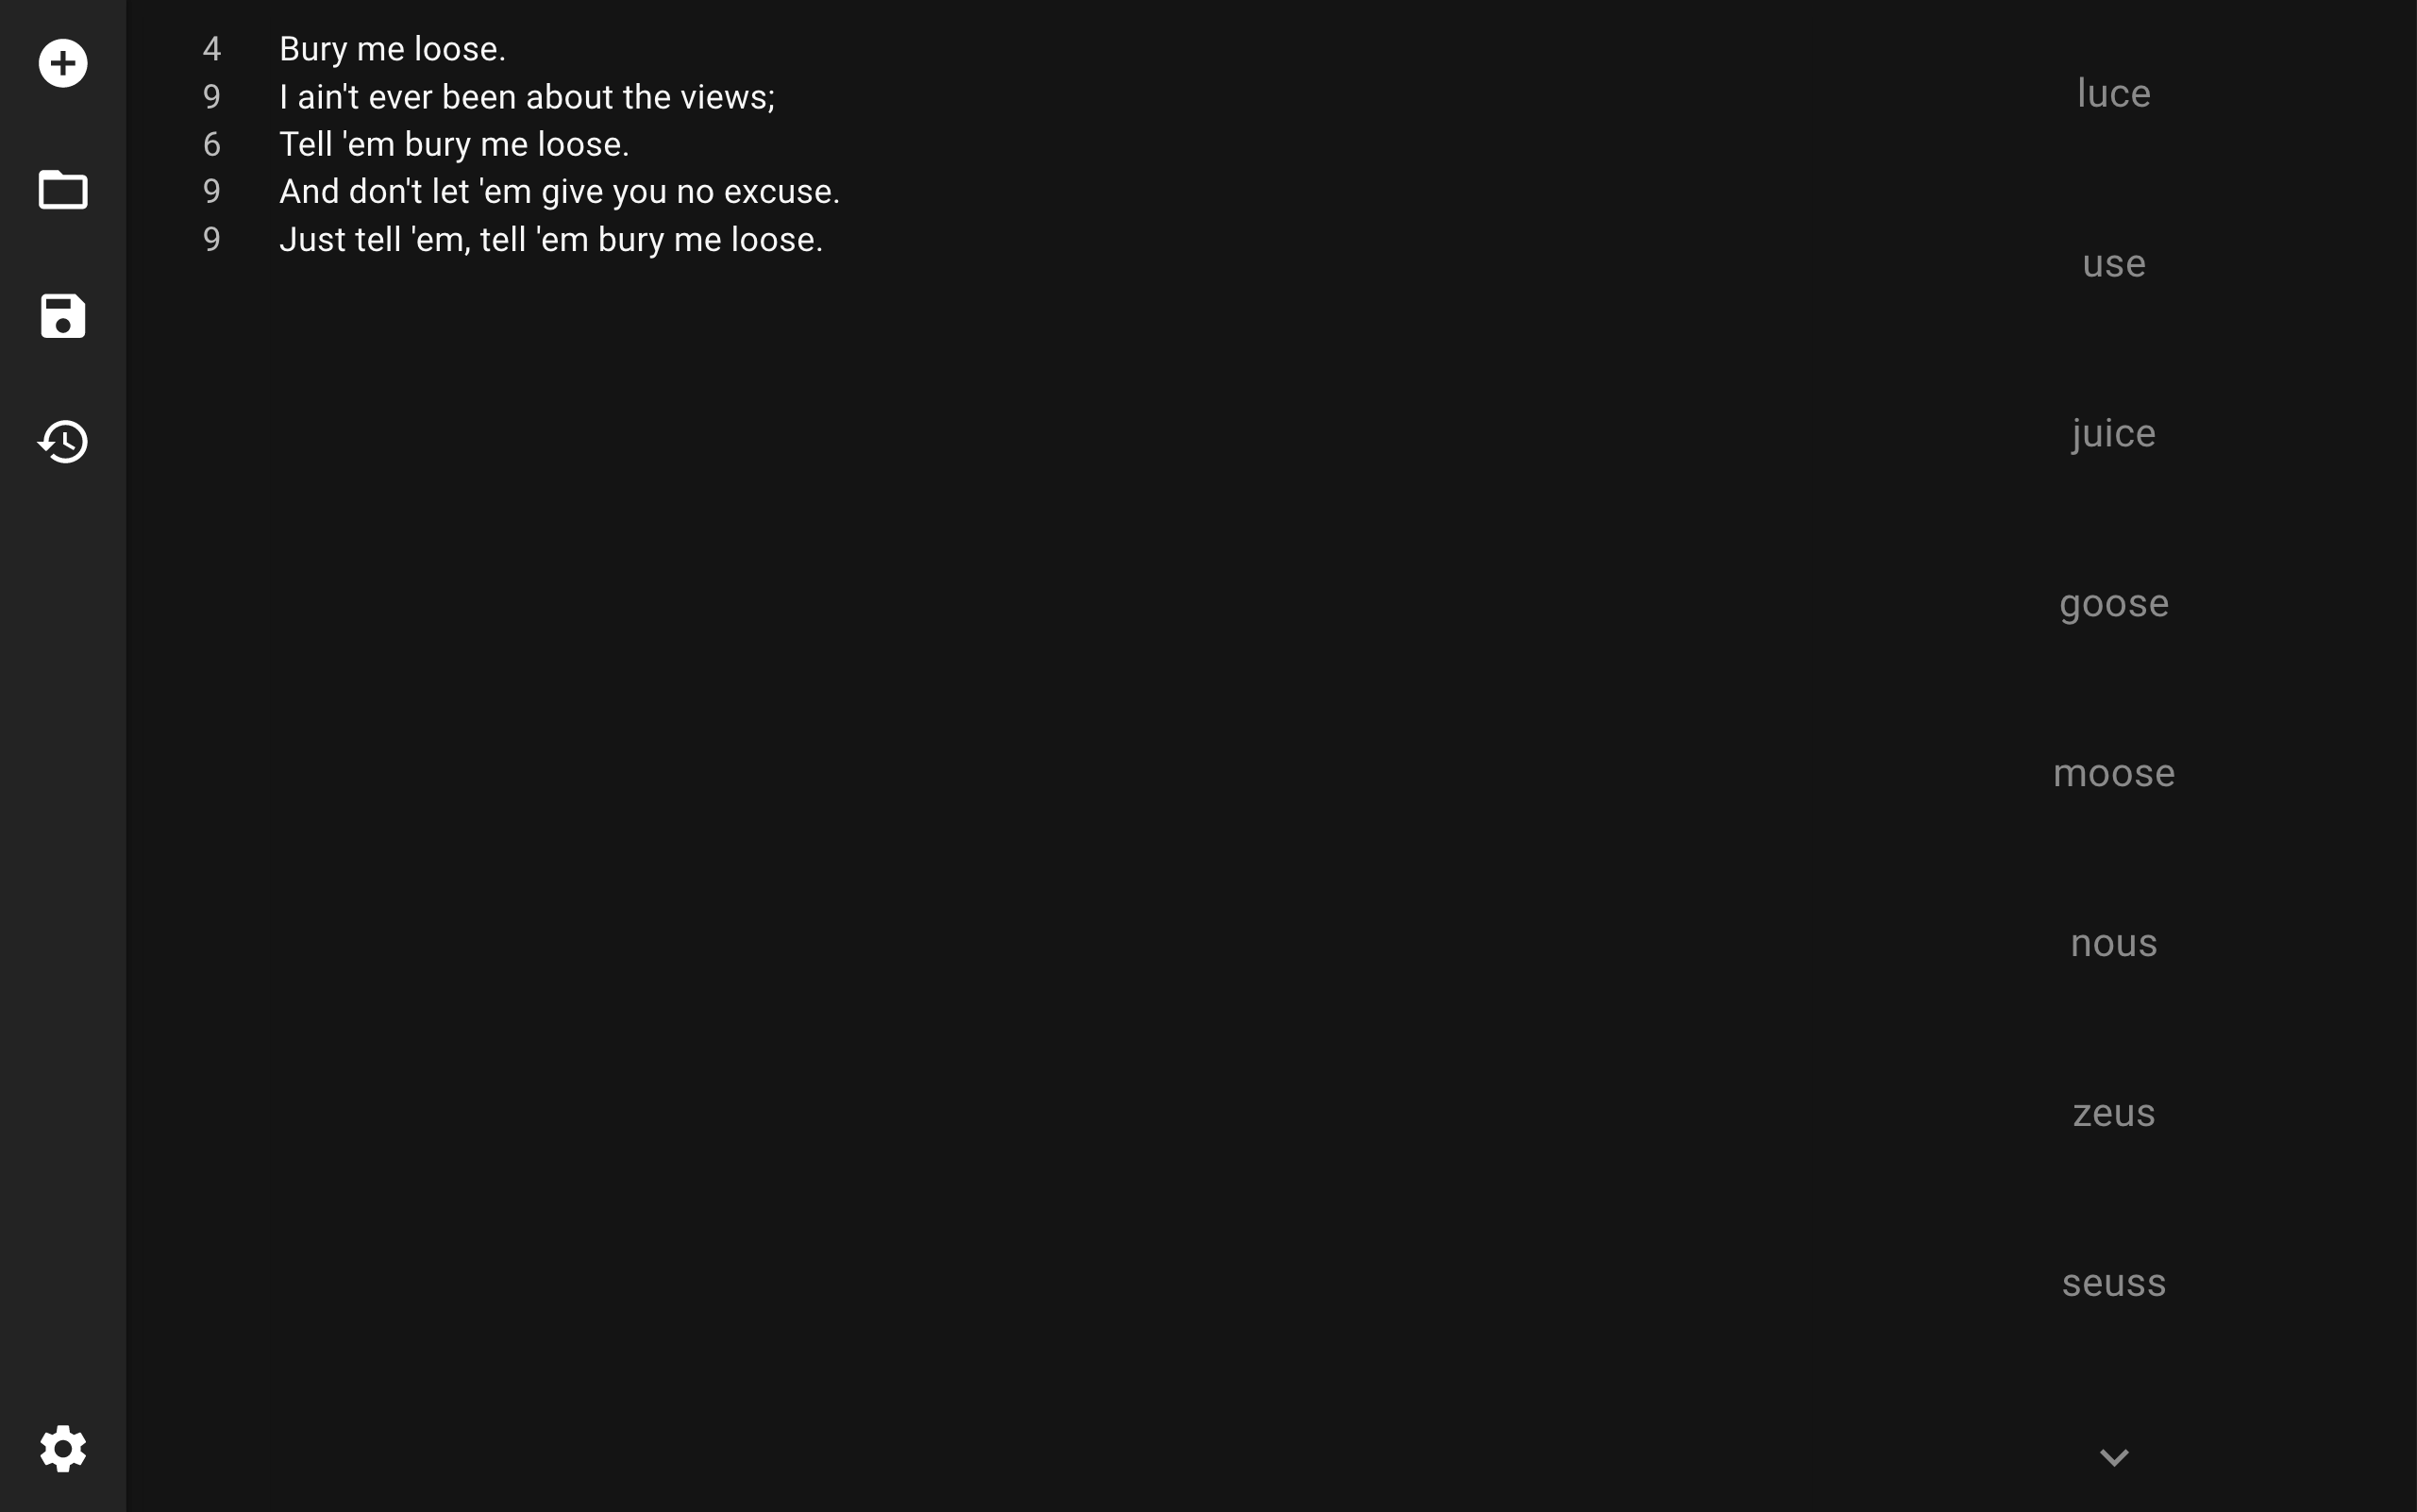 4 Bury me loose.
9 I ain't ever been about the views;
6 Tell 'em bury me loose.
9 And don't let 'em give you no excuse.
9 Just tell 'em, tell 'em bury me loose.
luce
use
juice
goose
moose
nous
zeus
seuss